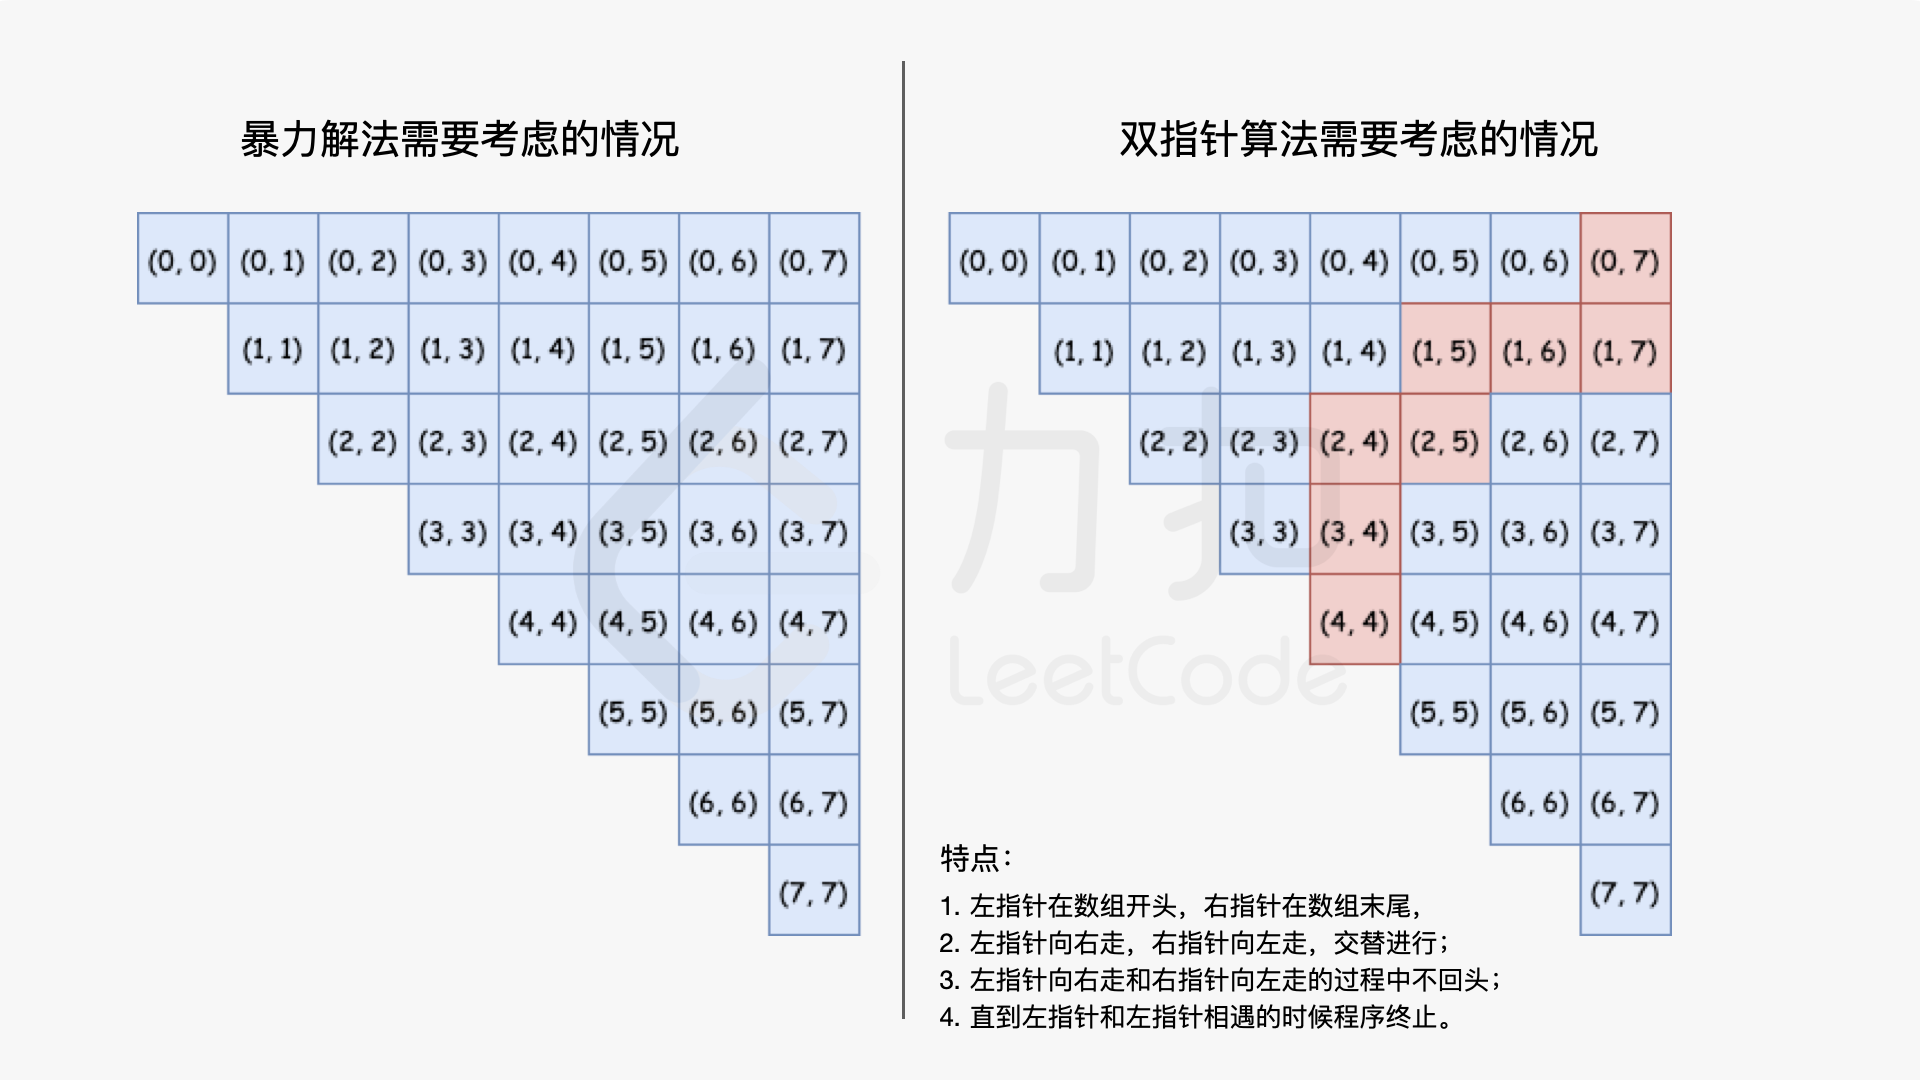 暴力解法需要考虑的情况
(0, 0) (0, 1) (0, 2) (0, 3) (0, 4) (0, 5) (0, 6) (0, 7)
(1, 1) (1, 2) (1, 3) (1, 4) (1, 5) (1, 6) (1, 7)
(2, 2) (2, 3) (2, 4) (2, 5) (2, 6) (2, 7)
(3, 3) (3, 4) (3, 5) (3, 6) (3, 7)
(4, 4) (4, 5) (4, 6) (4, 7)
(5, 5) (5, 6) (5, 7)
(6, 6) (6, 7)
(7, 7)
双指针算法需要考虑的情况
(0, 0) (0, 1) (0, 2) (0, 3) (0, 4) (0, 5) (0, 6) (0, 7)
(1, 1) (1, 2) (1, 3) (1, 4) (1, 5) (1, 6) (1, 7)
(2, 2) (2, 3) (2, 4) (2, 5) (2, 6) (2, 7)
(3, 3) (3, 4) (3, 5) (3, 6) (3, 7)
(4, 4) (4, 5) (4, 6) (4, 7)
(5, 5) (5, 6) (5, 7)
(6, 6) (6, 7)
(7, 7)
特点：
1. 左指针在数组开头，右指针在数组末尾，
2. 左指针向右走，右指针向左走，交替进行；
3. 左指针向右走和右指针向左走的过程中不回头；
4. 直到左指针和左指针相遇的时候程序终止。
力扣
LeetCode